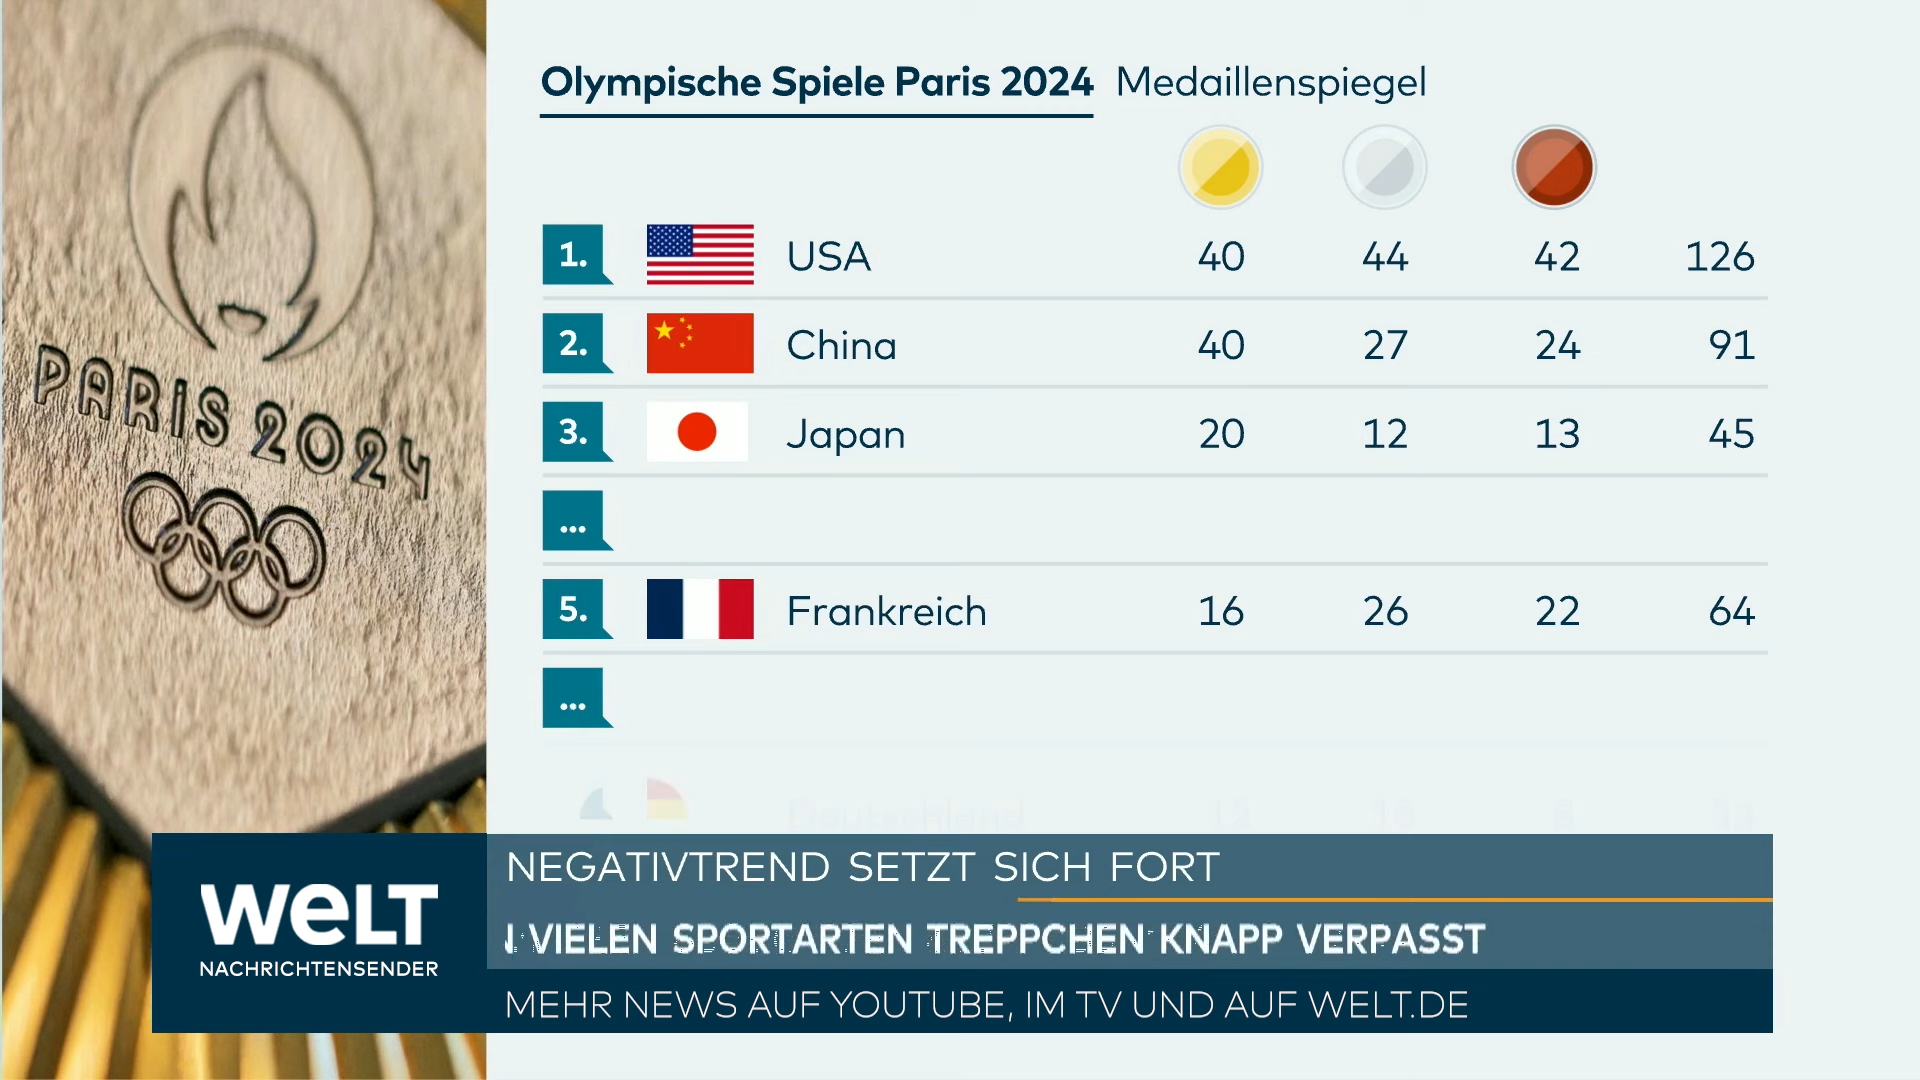 PARIS 2024
Olympische Spiele Paris 2024 Medaillenspiegel
1. USA 40 44 42 126
2. China 40 27 24 91
3. Japan 20 12 13 45
...
5. Frankreich 16 26 22 64
...
Deutschland
NEGATIVTREND SETZT SICH FORT
VIELEN SPORTARTEN TREPPCHEN KNAPP VERPASST
MEHR NEWS AUF YOUTUBE, IM TV UND AUF WELT.DE
WELT
NACHRICHTENSENDER